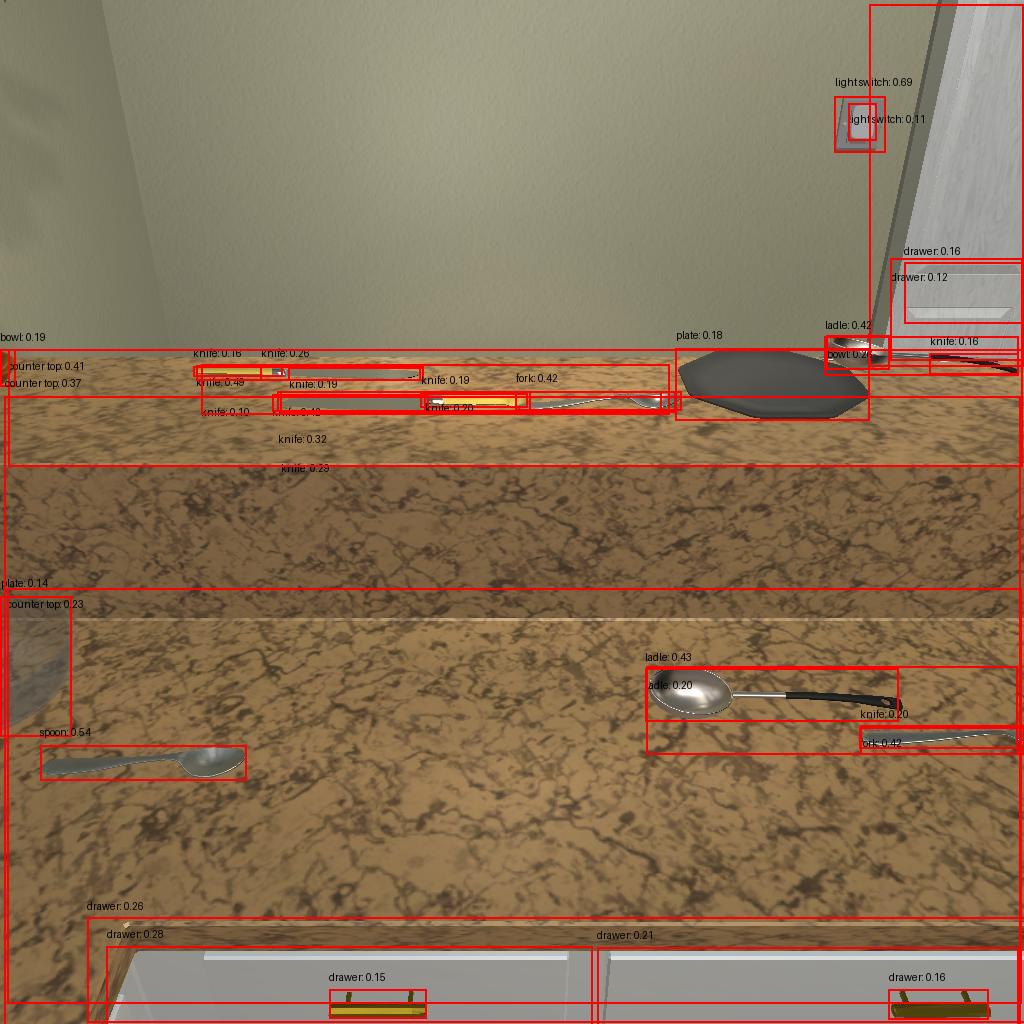 lightswitch: 0.69
lightswitch: 0.11
drawer: 0.16
drawer: 0.12
ladle: 0.42
bowl: 0.19
plate: 0.18
knife: 0.16
knife: 0.16
knife: 0.26
counter top: 0.41
counter top: 0.37
knife: 0.49
knife: 0.19
knife: 0.19
fork: 0.42
knife: 0.10
knife: 0.20
knife: 0.32
knife: 0.29
plate: 0.14
counter top: 0.23
ladle: 0.43
ladle: 0.20
knife: 0.20
spoon: 0.54
fork: 0.42
drawer: 0.26
drawer: 0.28
drawer: 0.21
drawer: 0.15
drawer: 0.16